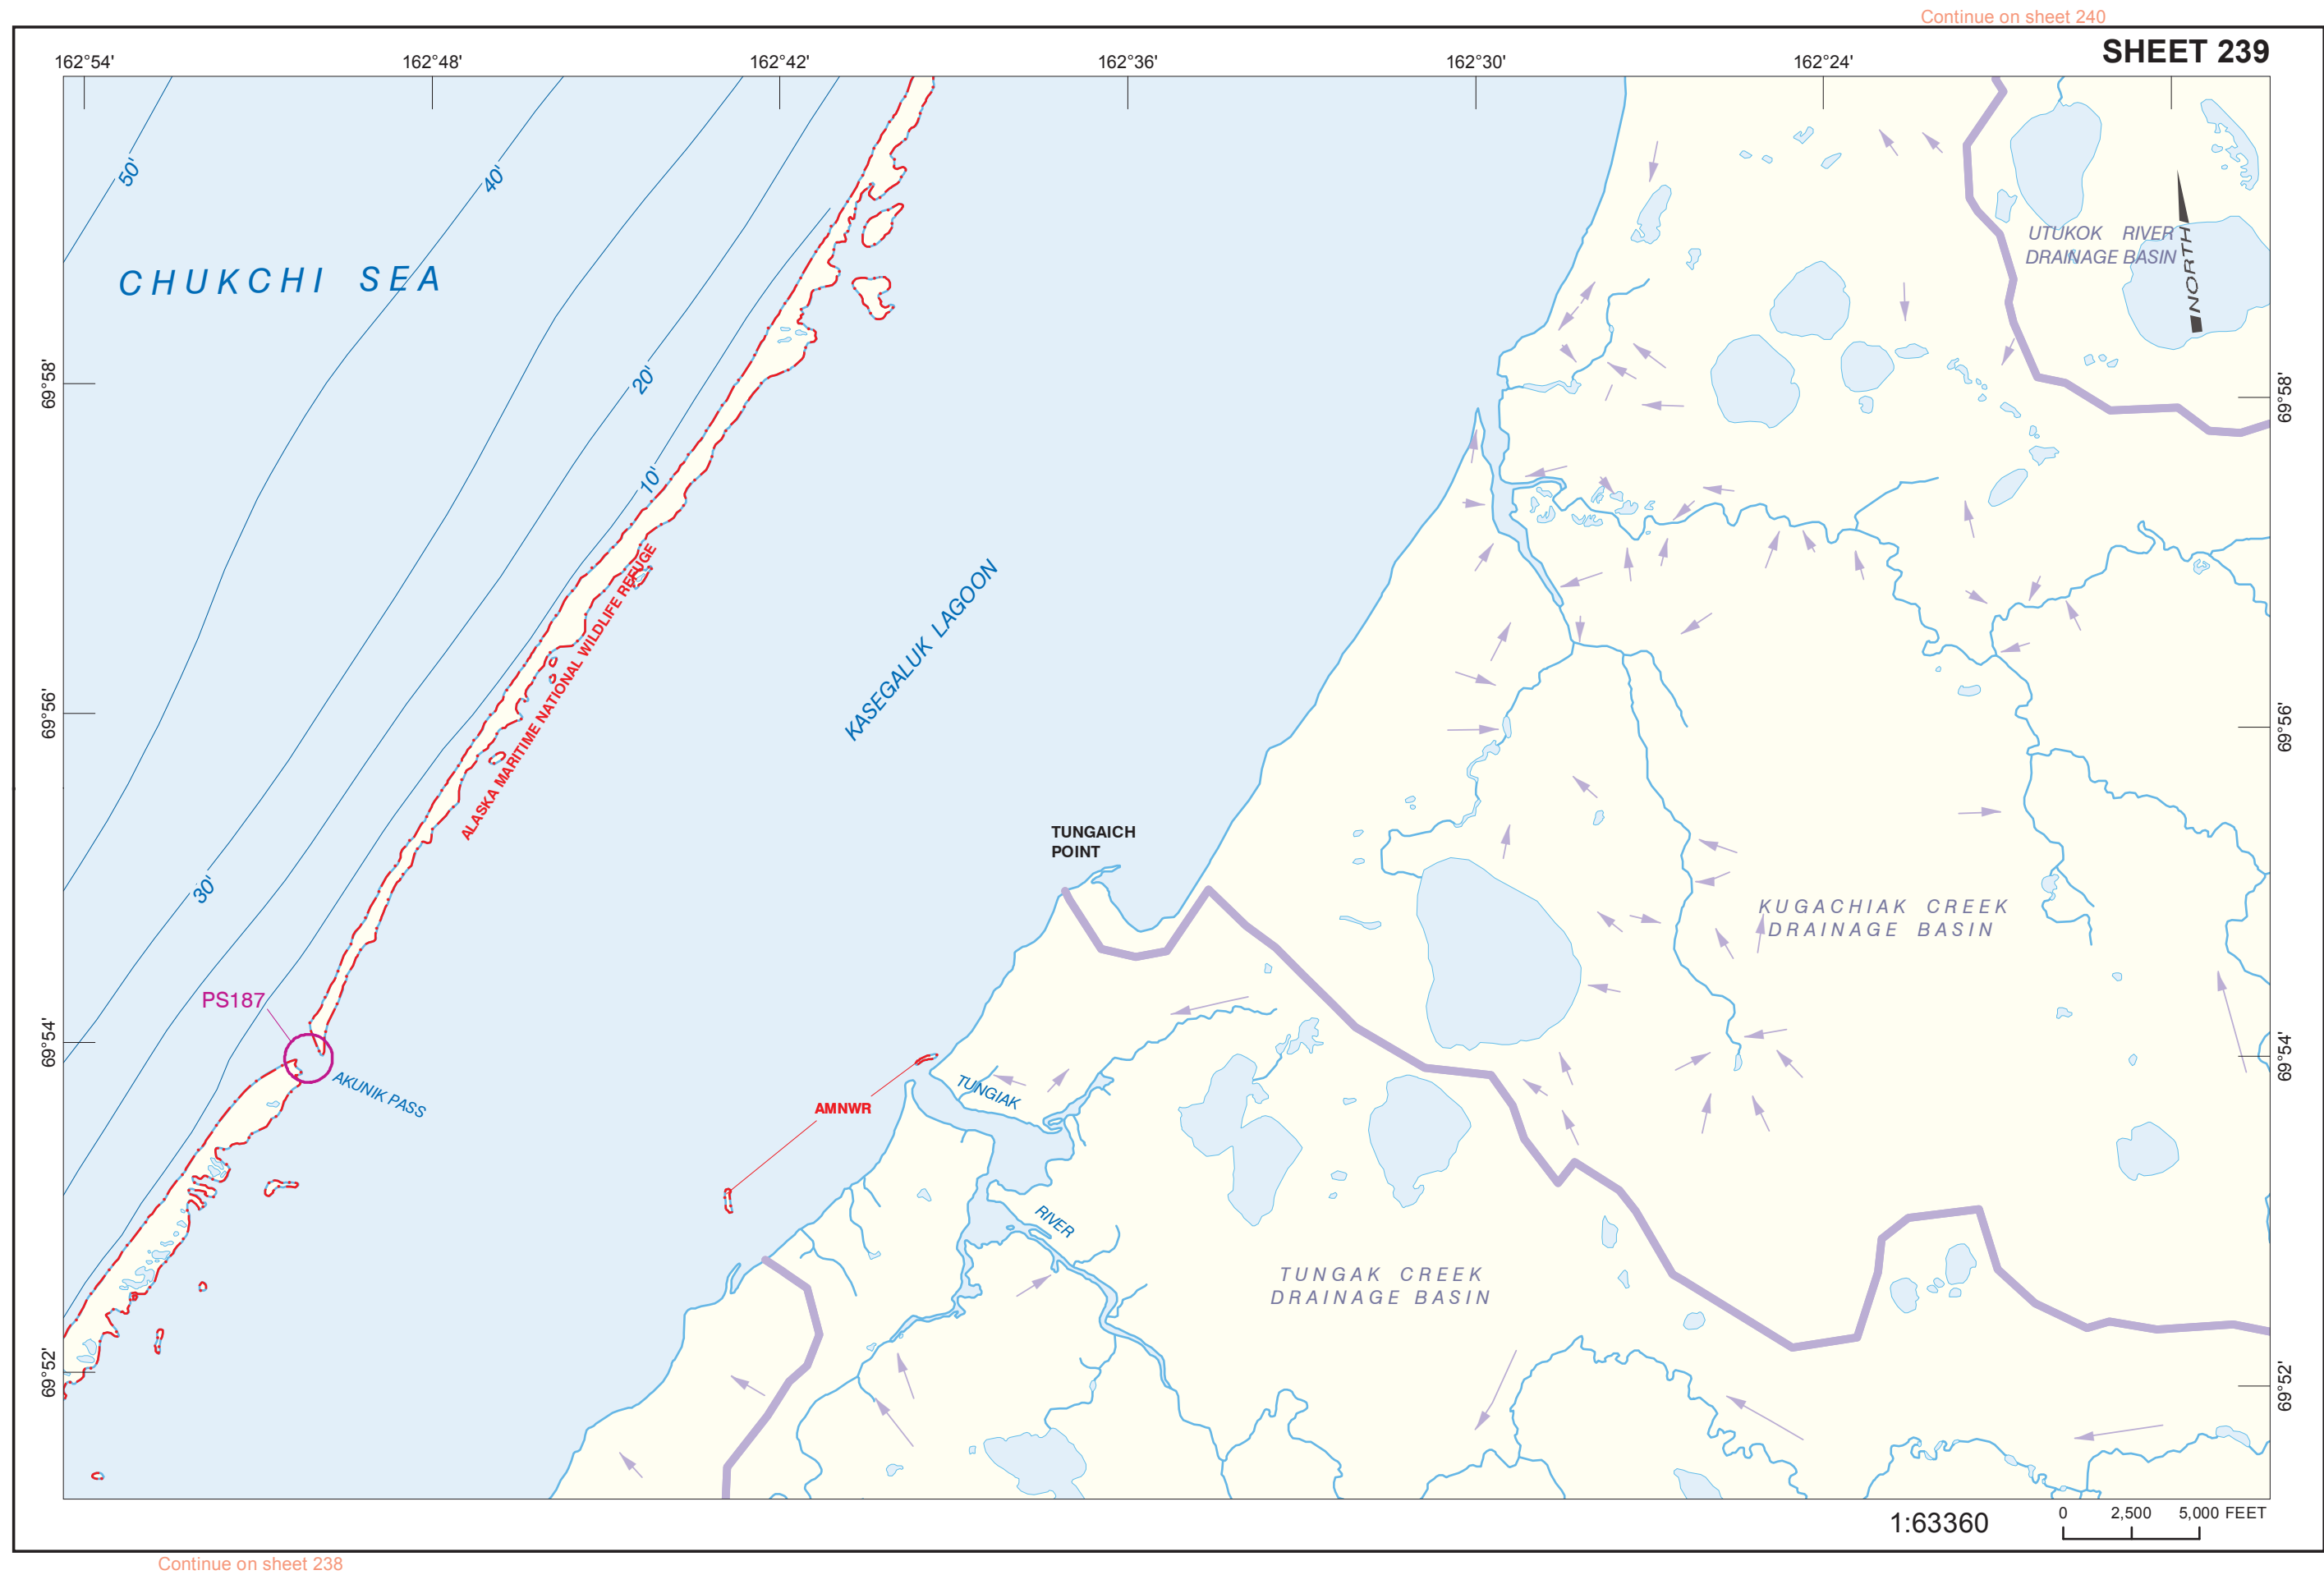 Continue on sheet 240
SHEET 239
162°54'
162°48'
162°42'
162°36'
162°30'
162°24'
50'
40'
CHUKCHI SEA
UTUKOK RIVER
DRAINAGE BASIN
NORTH
69°58'
69°58'
20'
10'
ALASKA MARITIME NATIONAL WILDLIFE REFUGE
KASEGALUK LAGOON
69°56'
69°56'
TUNGAICH
POINT
30'
KUGACHIAK CREEK
DRAINAGE BASIN
PS187
69°54'
69°54'
AKUNIK PASS
TUNGIAK
AMNWR
RIVER
TUNGAK CREEK
DRAINAGE BASIN
69°52'
69°52'
1:63360
0 2,500 5,000 FEET
Continue on sheet 238